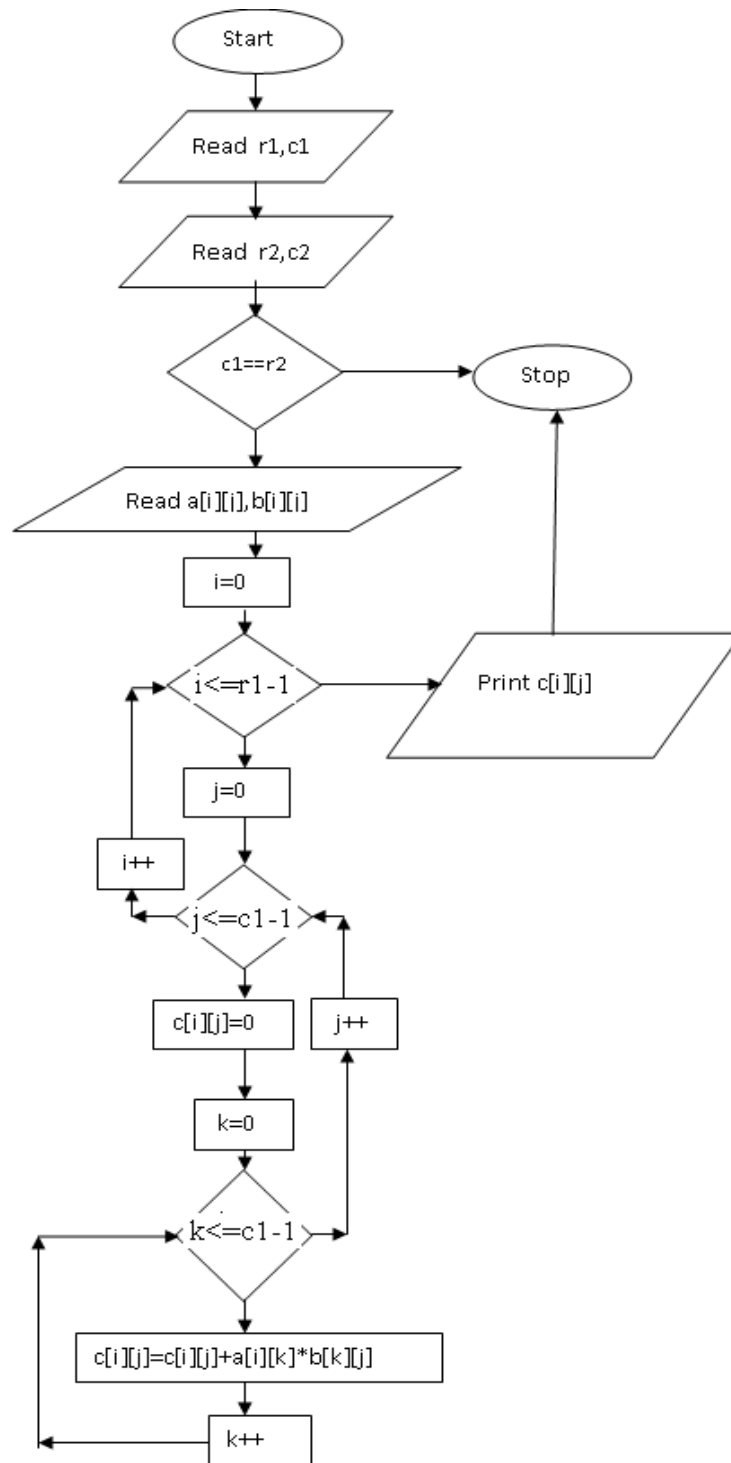 Start
Read r1,c1
Read r2,c2
c1==r2
Stop
Read a[i][j],b[i][j]
i=0
i<=r1-1
Print c[i][j]
j=0
i++
j<=c1-1
c[i][j]=0
j++
k=0
k<=c1-1
c[i][j]=c[i][j]+a[i][k]*b[k][j]
k++